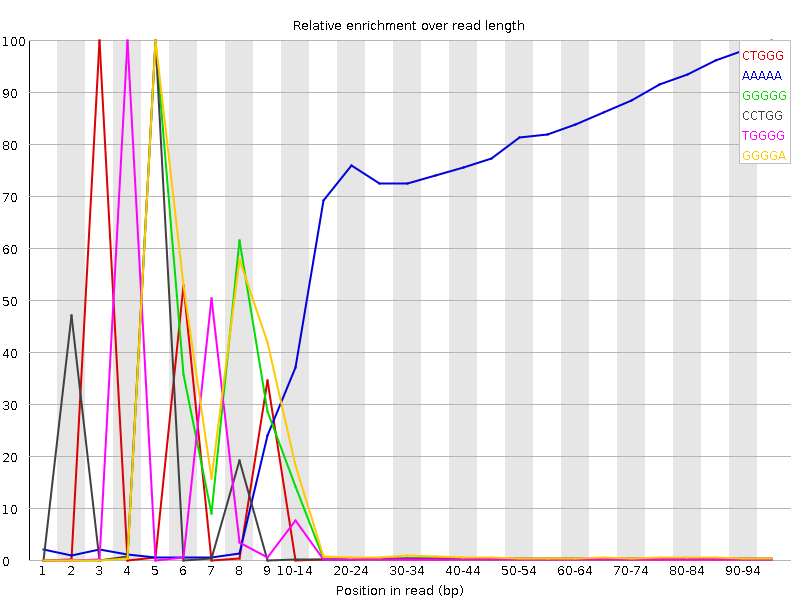 Relative enrichment over read length
100
90
80
70
60
50
40
30
20
10
0
CTGGG
AAAAA
GGGGG
CCTGG
TGGGG
GGGGA
1 2 3 4 5 6 7 8 9 10-14 20-24 30-34 40-44 50-54 60-64 70-74 80-84 90-94
Position in read (bp)